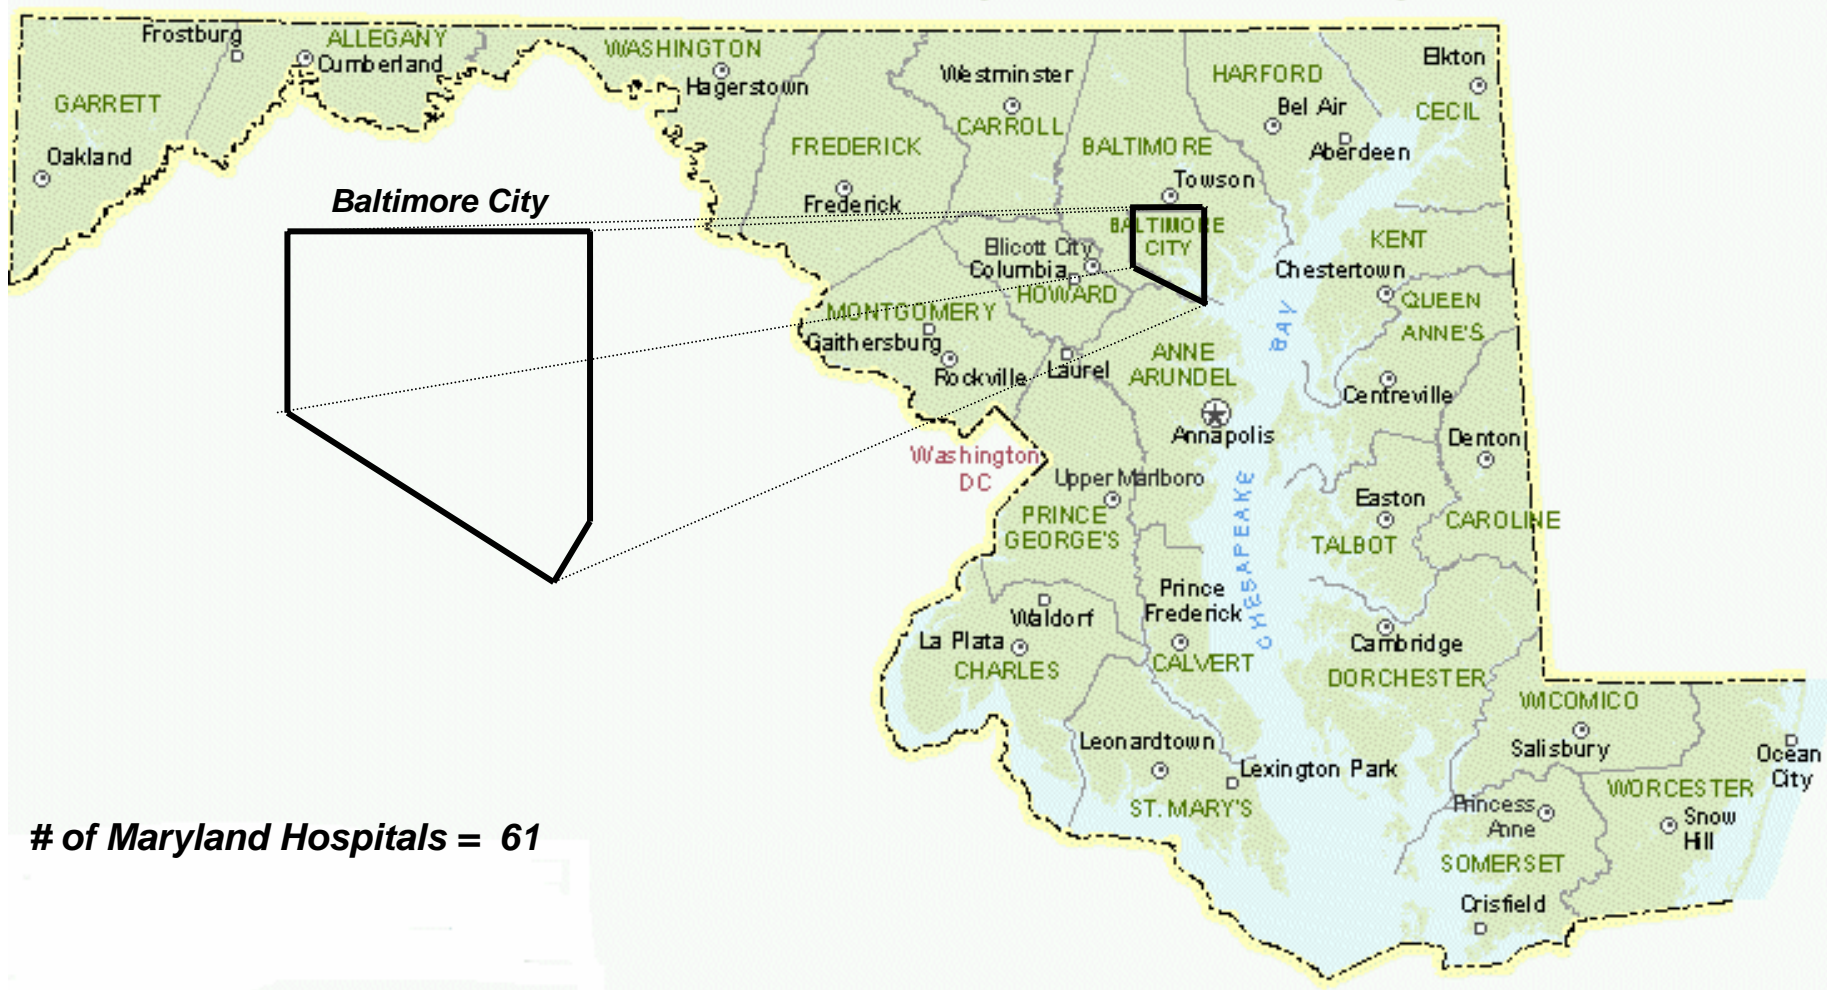 Frostburg
ALLEGANY
Cumberland
GARRETT
Oakland
WASHINGTON
Hagerstown
Westminster
CARROLL
FREDERICK
Frederick
BALTIMORE
Towson
HARFORD
Bel Air
Aberdeen
Elkton
CECIL
Baltimore City
BALTIMORE
CITY
Ellicott City
Columbia
HOWARD
KENT
Chestertown
QUEEN
ANNE'S
MONTGOMERY
Gaithersburg
Rockville
Laurel
ANNE
ARUNDEL
BAY
Centreville
Annapolis
Denton
Washington
DC
Upper Marlboro
PRINCE
GEORGE'S
CHESAPEAKE
Easton
TALBOT
CAROLINE
Prince
Frederick
CALVERT
Waldorf
La Plata
CHARLES
Cambridge
DORCHESTER
WICOMICO
Salisbury
Ocean
City
Leonardtown
Lexington Park
ST. MARY'S
WORCESTER
Snow
Hill
Princess
Anne
SOMERSET
Crisfield
# of Maryland Hospitals = 61